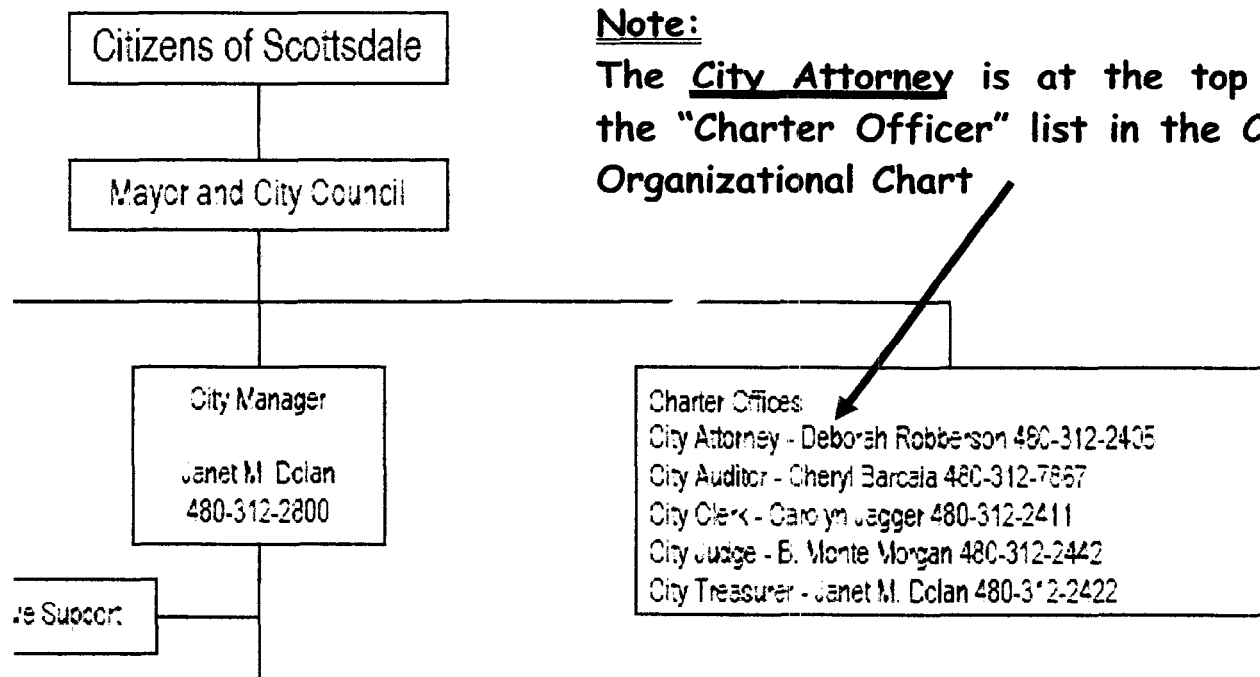 Citizens of Scottsdale
Note:
The City Attorney is at the top
the “Charter Officer” list in the C
Organizational Chart
Mayor and City Council
City Manager
Janet M. Dolan
480-312-2800
Charter Offices
City Attorney - Deborah Robberson 480-312-2405
City Auditor - Cheryl Barcala 480-312-7867
City Clerk - Carolyn Jagger 480-312-2411
City Judge - B. Monte Morgan 480-312-2442
City Treasurer - Janet M. Dolan 480-312-2422
ve Support